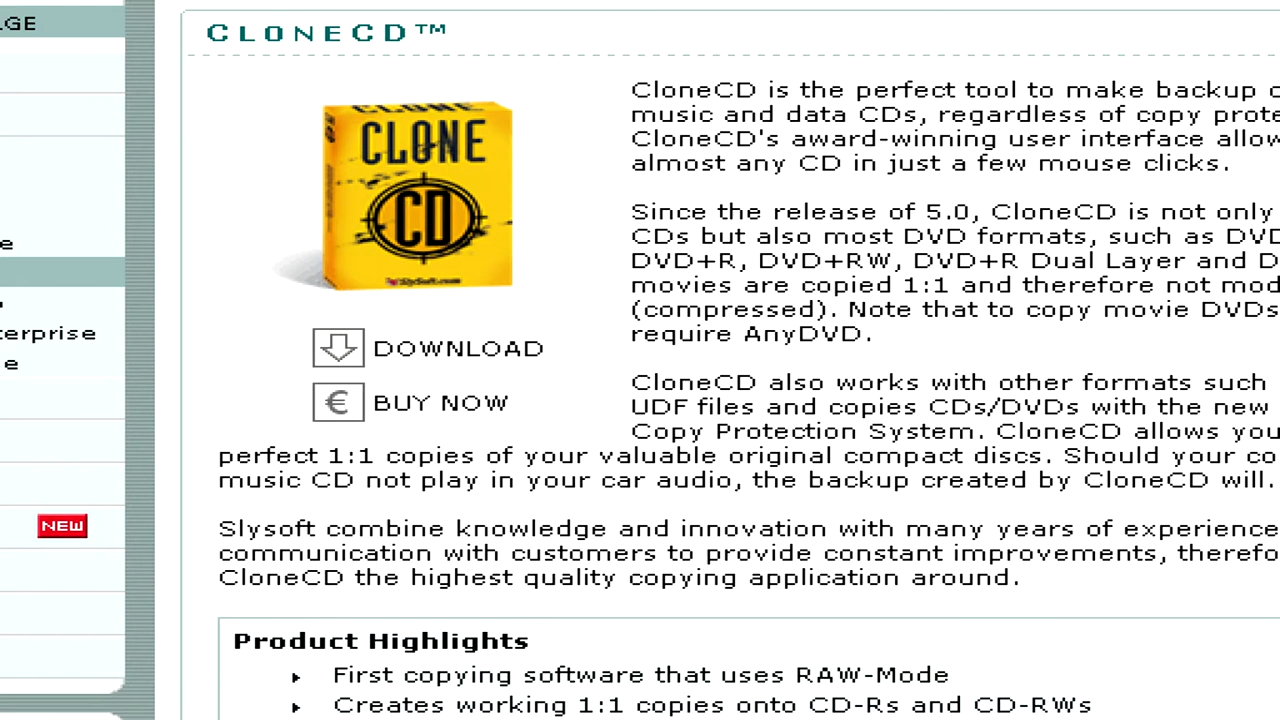 LGE
CLONECD™
CloneCD is the perfect tool to make backup
music and data CDs, regardless of copy
CloneCD's award-winning user interface
almost any CD in just a few mouse clicks.
CLONE
CD
SlySoft.com
Since the release of 5.0, CloneCD is not only
CDs but also most DVD formats, such as
DVD+R, DVD+RW, DVD+R Dual Layer and
movies are copied 1:1 and therefore not
(compressed). Note that to copy movie DVDs
require AnyDVD.
e
terprise
e
DOWNLOAD
€ BUY NOW
CloneCD also works with other formats such
UDF files and copies CDs/DVDs with the new
Copy Protection System. CloneCD allows you
perfect 1:1 copies of your valuable original compact discs. Should your
music CD not play in your car audio, the backup created by CloneCD will.
NEW
Slysoft combine knowledge and innovation with many years of experience
communication with customers to provide constant improvements,
CloneCD the highest quality copying application around.
Product Highlights
First copying software that uses RAW-Mode
Creates working 1:1 copies onto CD-Rs and CD-RWs